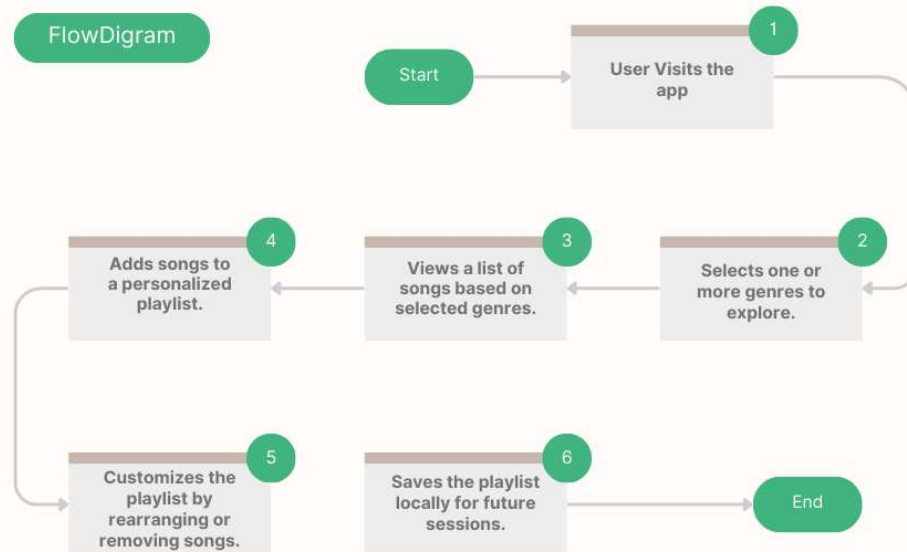 FlowDigram
Start
1
User Visits the
app
2
Selects one or
more genres to
explore.
3
Views a list of
songs based on
selected genres.
4
Adds songs to
a personalized
playlist.
5
Customizes the
playlist by
rearranging or
removing songs.
6
Saves the playlist
locally for future
sessions.
End